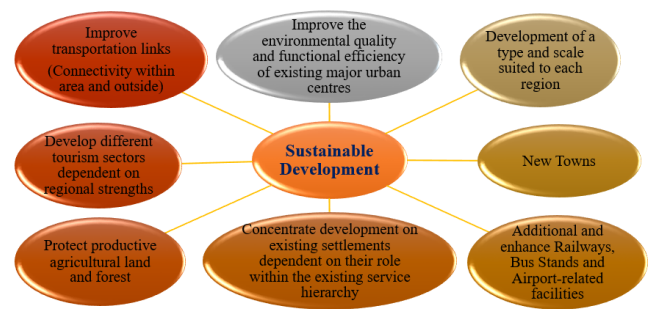 Improve
transportation links
(Connectivity within
area and outside)
Improve the
environmental quality
and functional efficiency
of existing major urban
centres
Development of a
type and scale
suited to each
region
Develop different
tourism sectors
dependent on
regional strengths
Sustainable
Development
New Towns
Protect productive
agricultural land
and forest
Concentrate development on
existing settlements
dependent on their role
within the existing service
hierarchy
Additional and
enhance Railways,
Bus Stands and
Airport-related
facilities